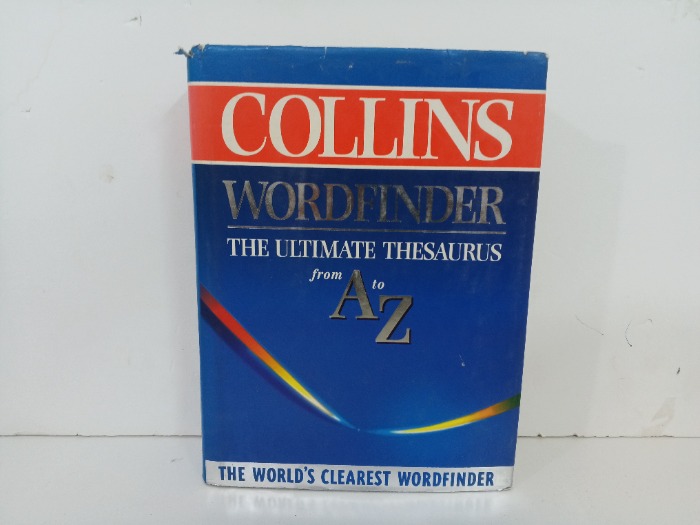 COLLINS
WORDFINDER
THE ULTIMATE THESAURUS
from A to Z
THE WORLD'S CLEAREST WORDFINDER